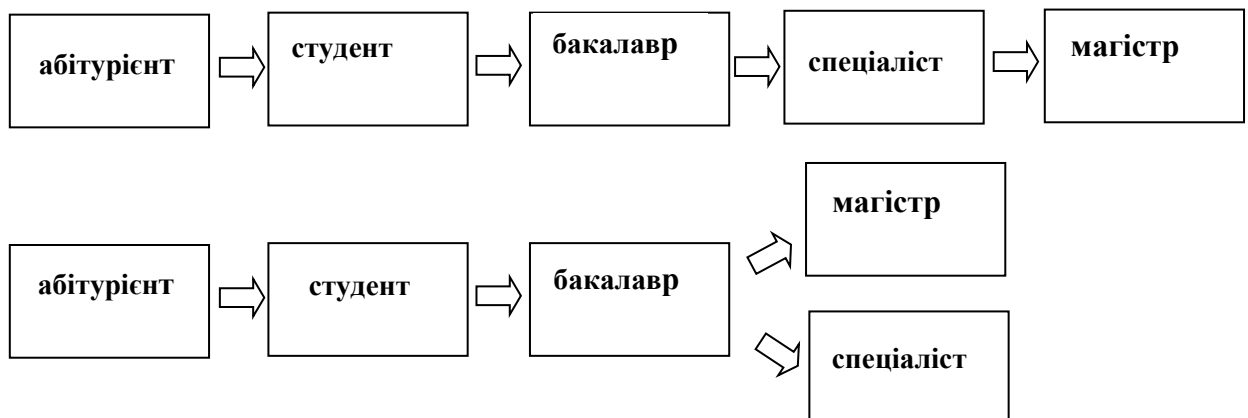 абітурієнт
студент
бакалавр
спеціаліст
магістр
абітурієнт
студент
бакалавр
магістр
спеціаліст